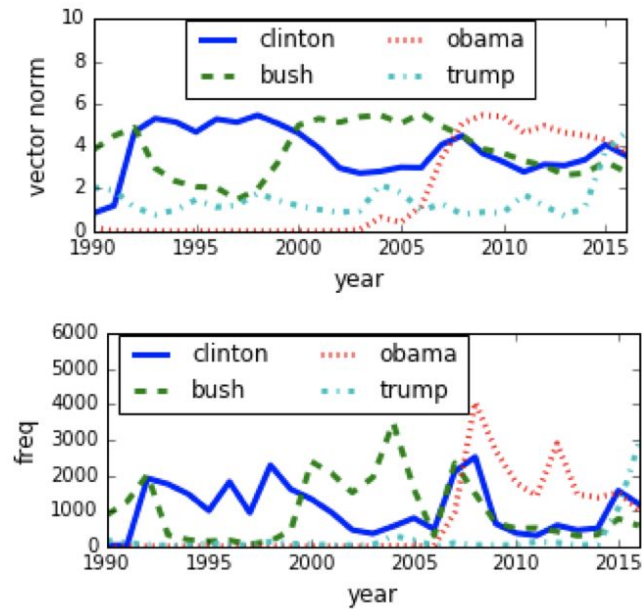 10
8
6
4
2
0
vector norm
clinton
bush
obama
trump
1990 1995 2000 2005 2010 2015
year
6000
5000
4000
3000
2000
1000
0
freq
clinton
bush
obama
trump
1990 1995 2000 2005 2010 2015
year